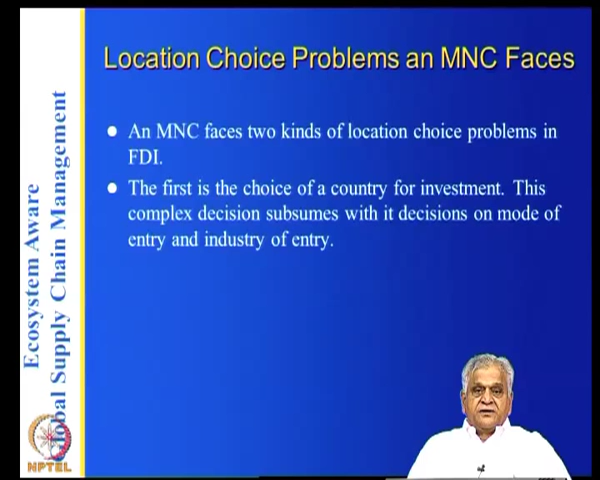 Location Choice Problems an MNC Faces
An MNC faces two kinds of location choice problems in
FDI.
The first is the choice of a country for investment. This
complex decision subsumes with it decisions on mode of
entry and industry of entry.
Ecosystem Aware
Global Supply Chain Management
NPTEL